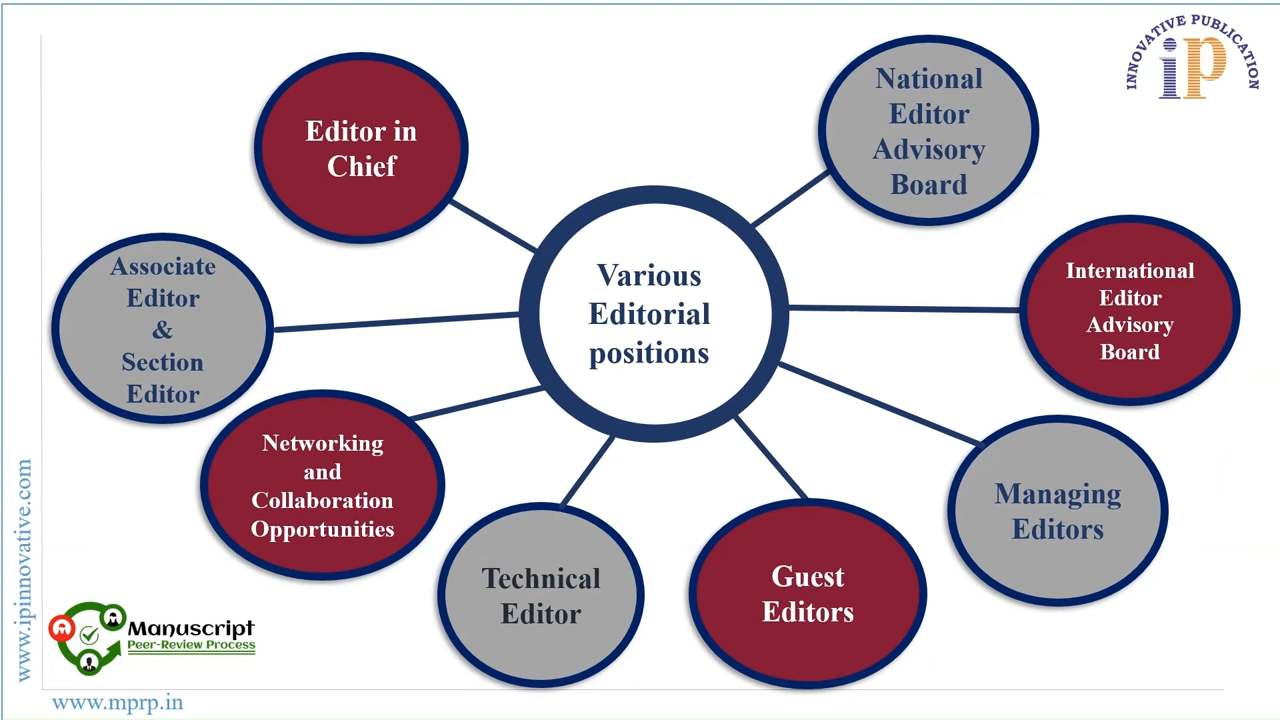 INNOVATIVE PUBLICATION
iP
Editor in
Chief
National
Editor
Advisory
Board
Associate
Editor
&
Section
Editor
Various
Editorial
positions
International
Editor
Advisory
Board
Networking
and
Collaboration
Opportunities
Managing
Editors
Technical
Editor
Guest
Editors
www.ipinnovative.com
Manuscript
Peer-Review Process
www.mprp.in